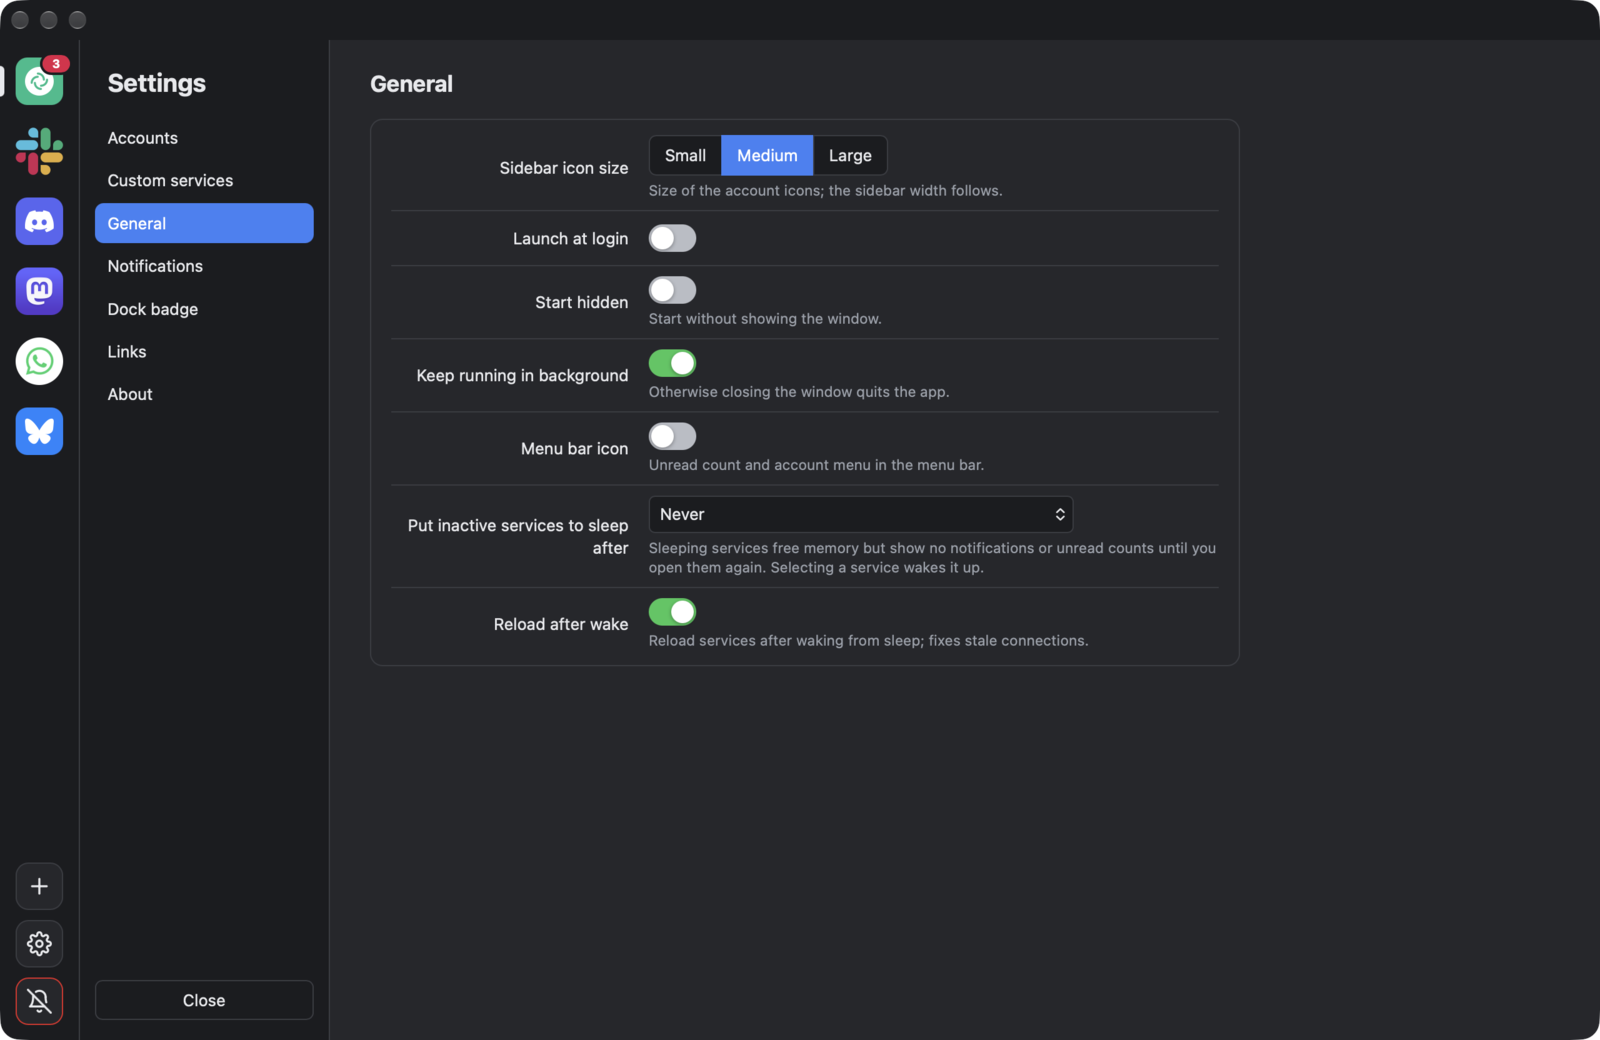 3
Settings
Accounts
Custom services
General
Notifications
Dock badge
Links
About
Close
General
Sidebar icon size
Small Medium Large
Size of the account icons; the sidebar width follows.
Launch at login
Start hidden
Start without showing the window.
Keep running in background
Otherwise closing the window quits the app.
Menu bar icon
Unread count and account menu in the menu bar.
Put inactive services to sleep
after
Never
Sleeping services free memory but show no notifications or unread counts until you
open them again. Selecting a service wakes it up.
Reload after wake
Reload services after waking from sleep; fixes stale connections.